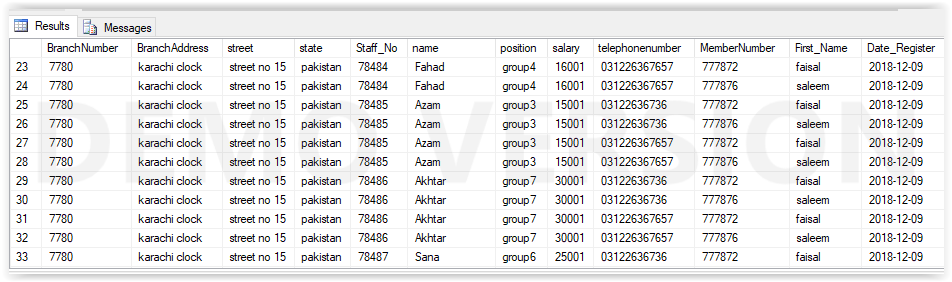 Results Messages
BranchNumber BranchAddress street state Staff_No name position salary telephonenumber MemberNumber First_Name Date_Register
23 7780 karachi clock street no 15 pakistan 78484 Fahad group4 16001 031226367657 777872 faisal 2018-12-09
24 7780 karachi clock street no 15 pakistan 78484 Fahad group4 16001 031226367657 777876 saleem 2018-12-09
25 7780 karachi clock street no 15 pakistan 78485 Azam group3 15001 03122636736 777872 faisal 2018-12-09
26 7780 karachi clock street no 15 pakistan 78485 Azam group3 15001 03122636736 777876 saleem 2018-12-09
27 7780 karachi clock street no 15 pakistan 78485 Azam group3 15001 031226367657 777872 faisal 2018-12-09
28 7780 karachi clock street no 15 pakistan 78485 Azam group3 15001 031226367657 777876 saleem 2018-12-09
29 7780 karachi clock street no 15 pakistan 78486 Akhtar group7 30001 03122636736 777872 faisal 2018-12-09
30 7780 karachi clock street no 15 pakistan 78486 Akhtar group7 30001 03122636736 777876 saleem 2018-12-09
31 7780 karachi clock street no 15 pakistan 78486 Akhtar group7 30001 031226367657 777872 faisal 2018-12-09
32 7780 karachi clock street no 15 pakistan 78486 Akhtar group7 30001 031226367657 777876 saleem 2018-12-09
33 7780 karachi clock street no 15 pakistan 78487 Sana group6 25001 03122636736 777872 faisal 2018-12-09
DEMO VERSION